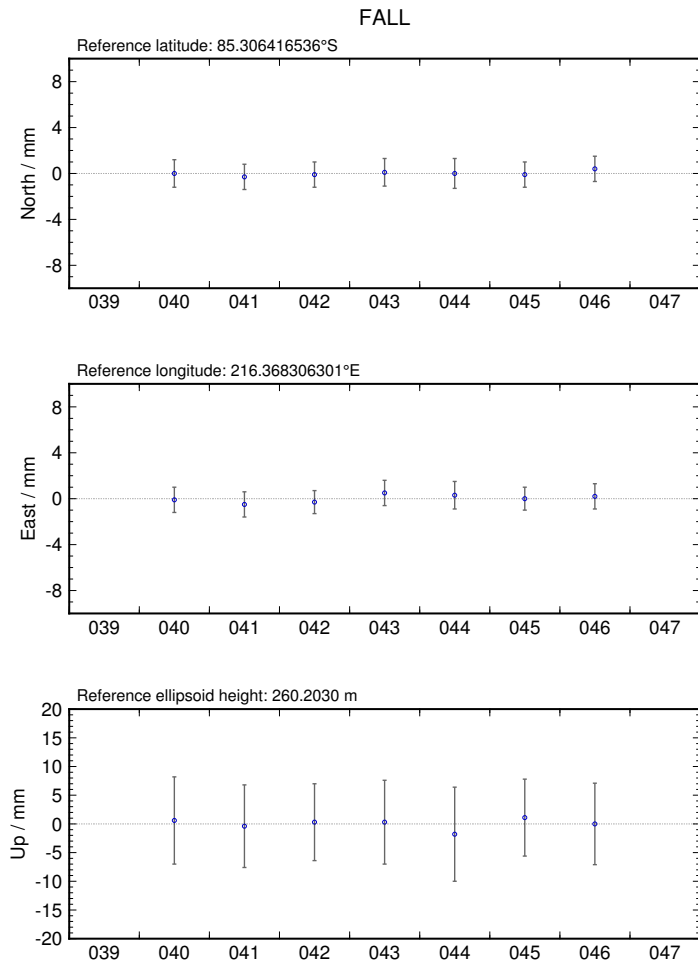 FALL
Reference latitude: 85.306416536°S
8
4
0
-4
-8
North / mm
039 040 041 042 043 044 045 046 047
Reference longitude: 216.368306301°E
8
4
0
-4
-8
East / mm
039 040 041 042 043 044 045 046 047
Reference ellipsoid height: 260.2030 m
20
15
10
5
0
-5
-10
-15
-20
Up / mm
039 040 041 042 043 044 045 046 047